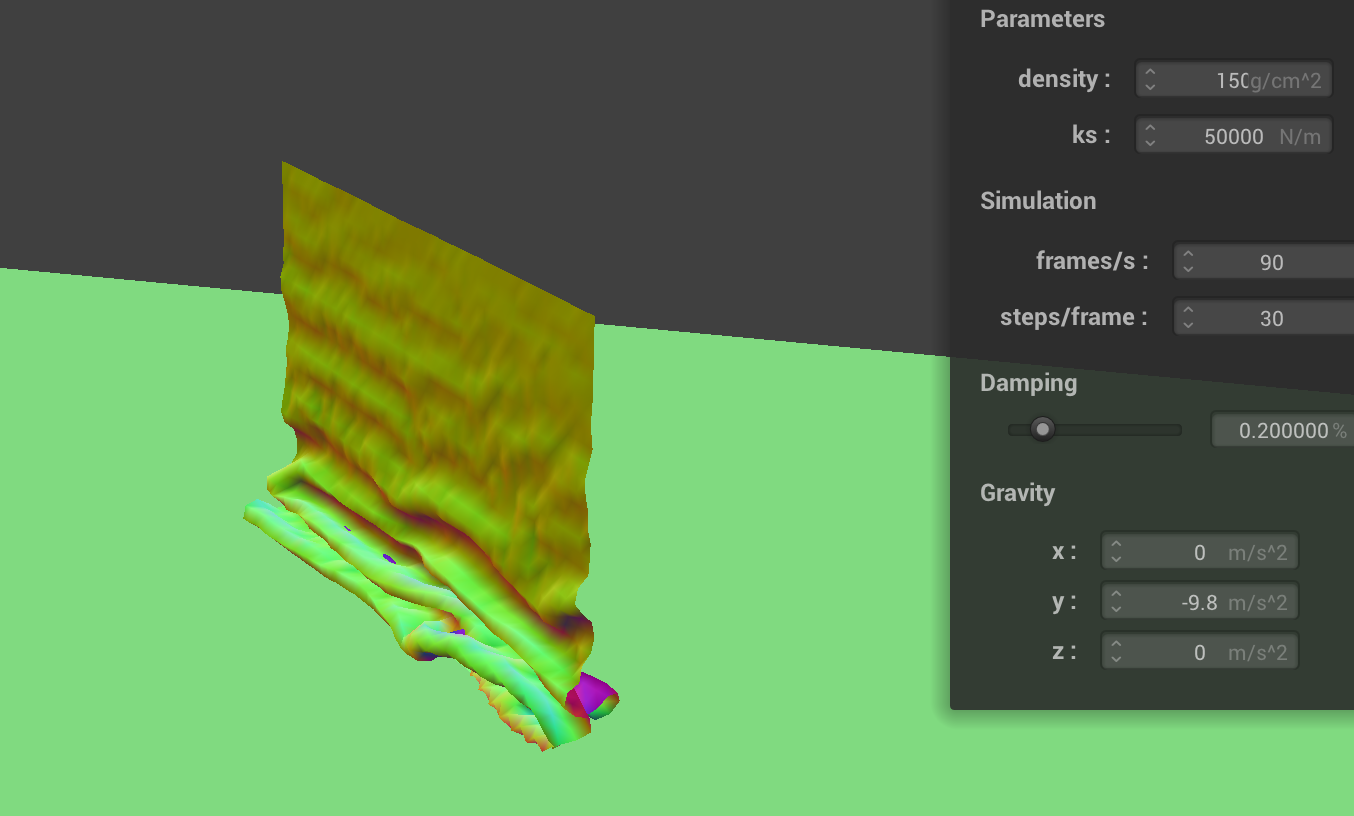 Parameters
density : 150 g/cm^2
ks : 50000 N/m
Simulation
frames/s : 90
steps/frame : 30
Damping
0.200000 %
Gravity
x : 0 m/s^2
y : -9.8 m/s^2
z : 0 m/s^2